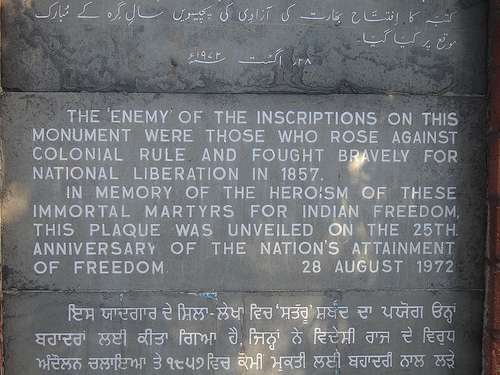 کتبہ کا افتتاح بھارت کی آزادی کی پچیسویں سال گرہ کے مبارک
موقع پر کیا گیا۔
۲۸ اگست ۱۹۷۲ء
THE 'ENEMY' OF THE INSCRIPTIONS ON THIS
MONUMENT WERE THOSE WHO ROSE AGAINST
COLONIAL RULE AND FOUGHT BRAVELY FOR
NATIONAL LIBERATION IN 1857.
IN MEMORY OF THE HEROISM OF THESE
IMMORTAL MARTYRS FOR INDIAN FREEDOM,
THIS PLAQUE WAS UNVEILED ON THE 25TH.
ANNIVERSARY OF THE NATION'S ATTAINMENT
OF FREEDOM. 28 AUGUST 1972
ਇਸ ਯਾਦਗਾਰ ਦੇ ਸ਼ਿਲਾ-ਲੇਖਾਂ ਵਿਚ 'ਸ਼ਤਰੂ' ਸ਼ਬਦ ਦਾ ਪਯੋਗ ਓਨ੍ਹਾਂ
ਬਹਾਦਰਾਂ ਲਈ ਕੀਤਾ ਗਿਆ ਹੈ, ਜਿਨ੍ਹਾਂ ਨੇ ਵਿਦੇਸ਼ੀ ਰਾਜ ਦੇ ਵਿਰੁਧ
ਅੰਦੋਲਨ ਚਲਾਇਆ ਤੇ ੧੮੫੭ ਵਿਚ ਕੌਮੀ ਮੁਕਤੀ ਲਈ ਬਹਾਦਰੀ ਨਾਲ ਲੜੇ